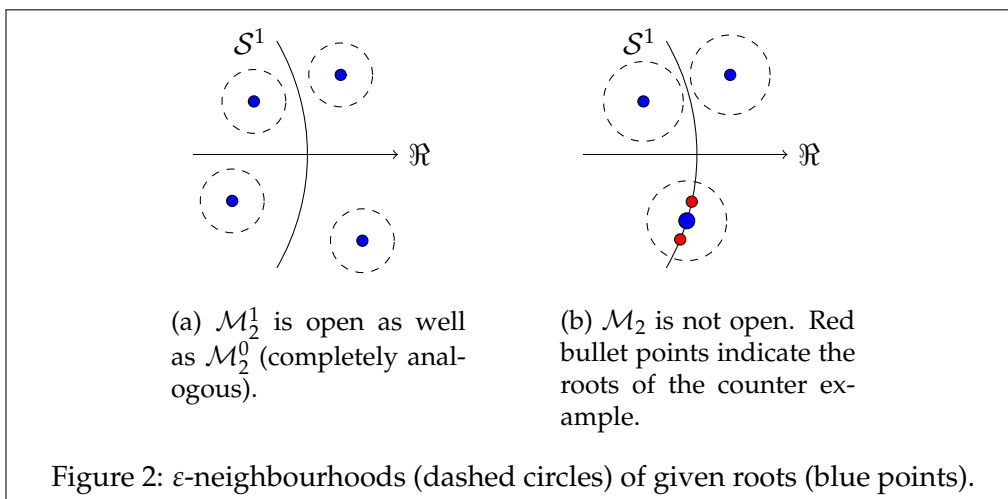 𝒮¹
ℜ
𝒮¹
ℜ
(a) ℳ₂¹ is open as well
as ℳ₂⁰ (completely anal-
ogous).
(b) ℳ₂ is not open. Red
bullet points indicate the
roots of the counter ex-
ample.
Figure 2: ε-neighbourhoods (dashed circles) of given roots (blue points).